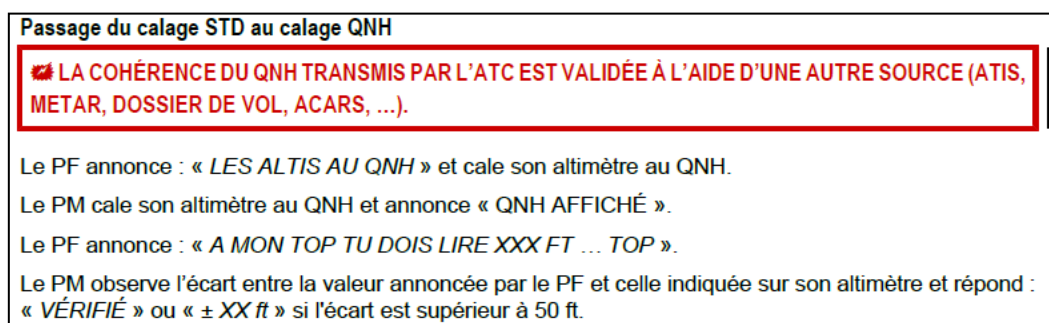 Passage du calage STD au calage QNH
LA COHÉRENCE DU QNH TRANSMIS PAR L'ATC EST VALIDÉE À L'AIDE D'UNE AUTRE SOURCE (ATIS,
METAR, DOSSIER DE VOL, ACARS, ...).
Le PF annonce : « LES ALTIS AU QNH » et cale son altimètre au QNH.
Le PM cale son altimètre au QNH et annonce « QNH AFFICHÉ ».
Le PF annonce : « A MON TOP TU DOIS LIRE XXX FT ... TOP ».
Le PM observe l'écart entre la valeur annoncée par le PF et celle indiquée sur son altimètre et répond :
« VÉRIFIÉ » ou « ± XX ft » si l'écart est supérieur à 50 ft.